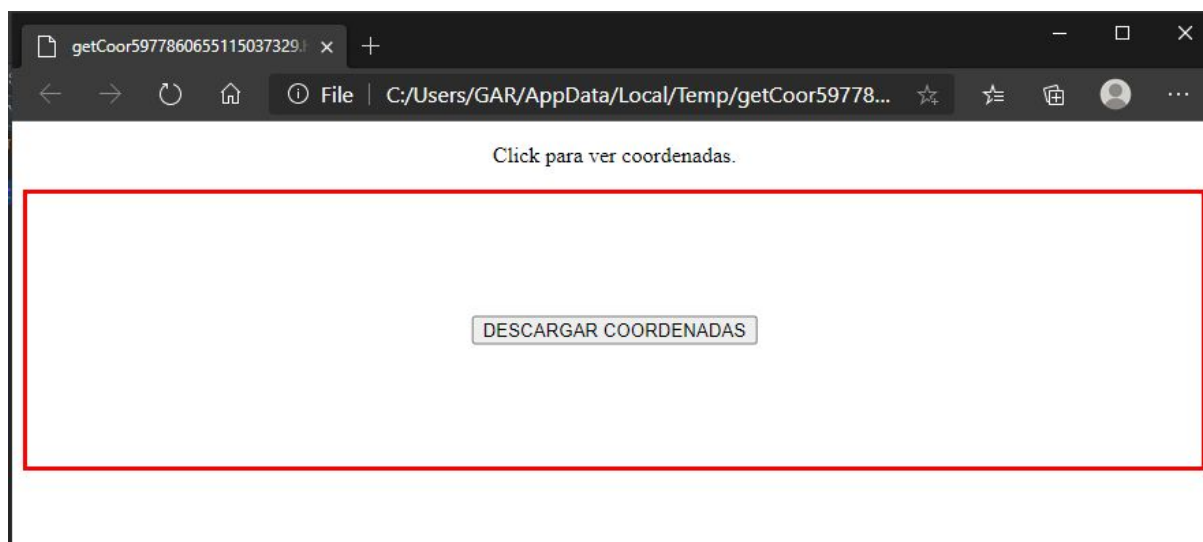 getCoor5977860655115037329.
File
C:/Users/GAR/AppData/Local/Temp/getCoor59778...
Click para ver coordenadas.
DESCARGAR COORDENADAS